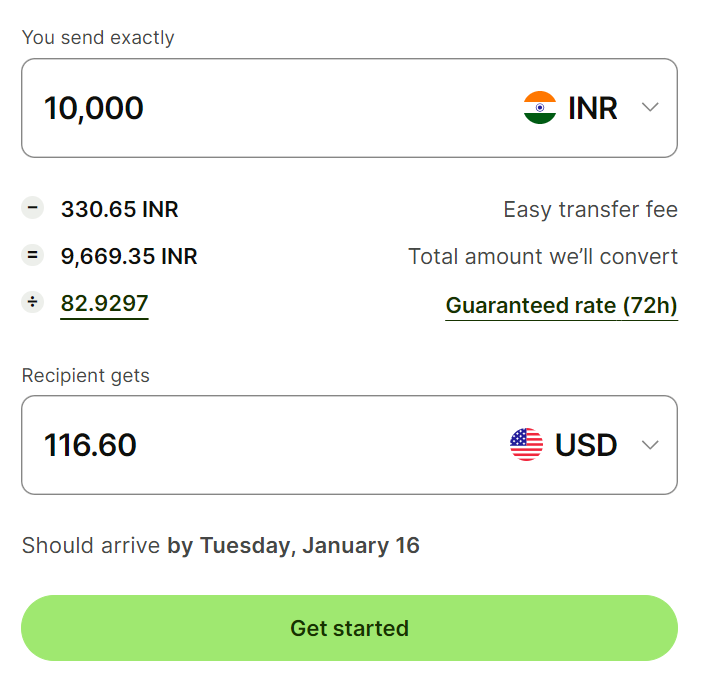 You send exactly
10,000 INR
− 330.65 INR Easy transfer fee
= 9,669.35 INR Total amount we’ll convert
÷ 82.9297 Guaranteed rate (72h)
Recipient gets
116.60 USD
Should arrive by Tuesday, January 16
Get started